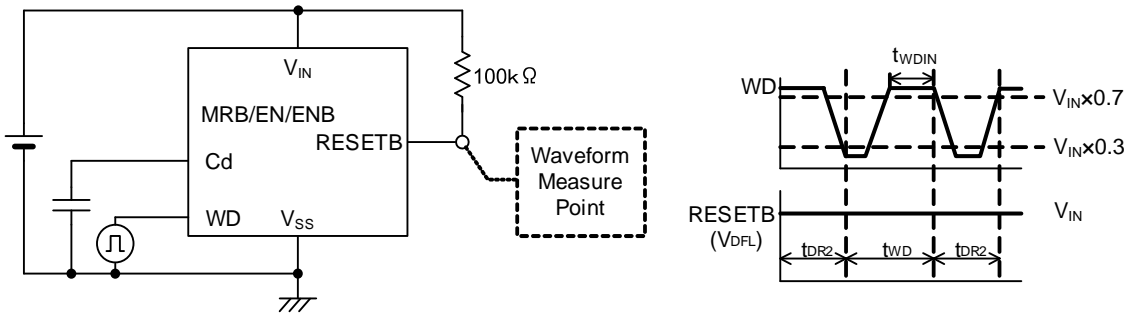 VIN
100kΩ
MRB/EN/ENB
RESETB
Cd
WD
VSS
Waveform
Measure
Point
tWDIN
WD
VIN×0.7
VIN×0.3
RESETB
(VDFL)
VIN
tDR2
tWD
tDR2